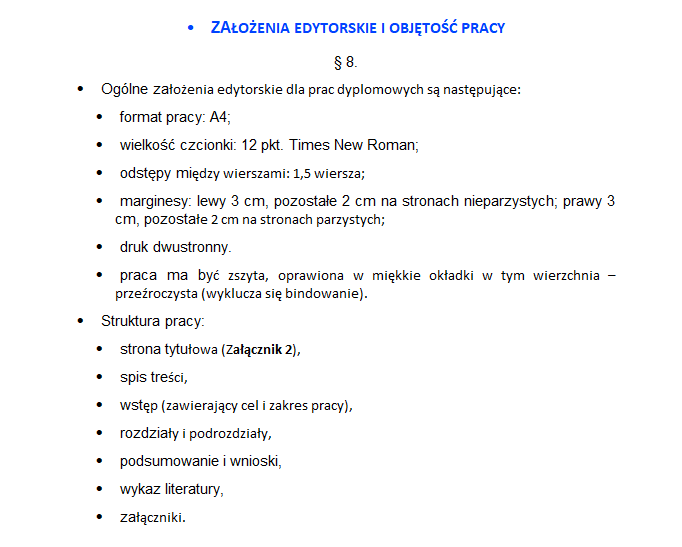 • ZAŁOŻENIA EDYTORSKIE I OBJĘTOŚĆ PRACY
§ 8.
• Ogólne założenia edytorskie dla prac dyplomowych są następujące:
• format pracy: A4;
• wielkość czcionki: 12 pkt. Times New Roman;
• odstępy między wierszami: 1,5 wiersza;
• marginesy: lewy 3 cm, pozostałe 2 cm na stronach nieparzystych; prawy 3
cm, pozostałe 2 cm na stronach parzystych;
• druk dwustronny.
• praca ma być zszyta, oprawiona w miękkie okładki w tym wierzchnia –
przeźroczysta (wyklucza się bindowanie).
• Struktura pracy:
• strona tytułowa (Załącznik 2),
• spis treści,
• wstęp (zawierający cel i zakres pracy),
• rozdziały i podrozdziały,
• podsumowanie i wnioski,
• wykaz literatury,
• załączniki.